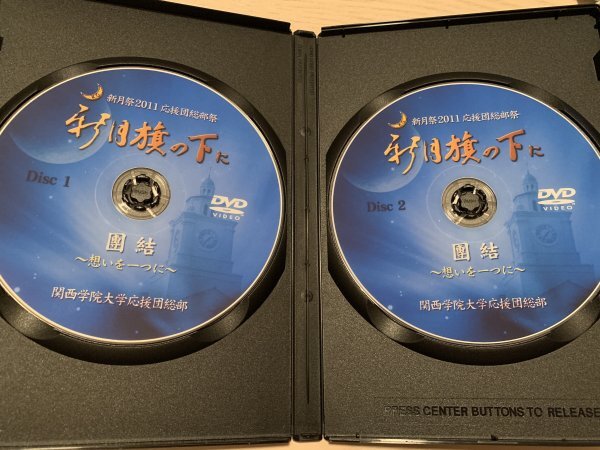 新月祭2011 応援団総部祭
新月旗の下に
Disc 1
DVD
VIDEO
團結
～想いを一つに～
関西学院大学応援団総部
新月祭2011 応援団総部祭
新月旗の下に
Disc 2
DVD
VIDEO
團結
～想いを一つに～
関西学院大学応援団総部
PRESS CENTER BUTTONS TO RELEASE